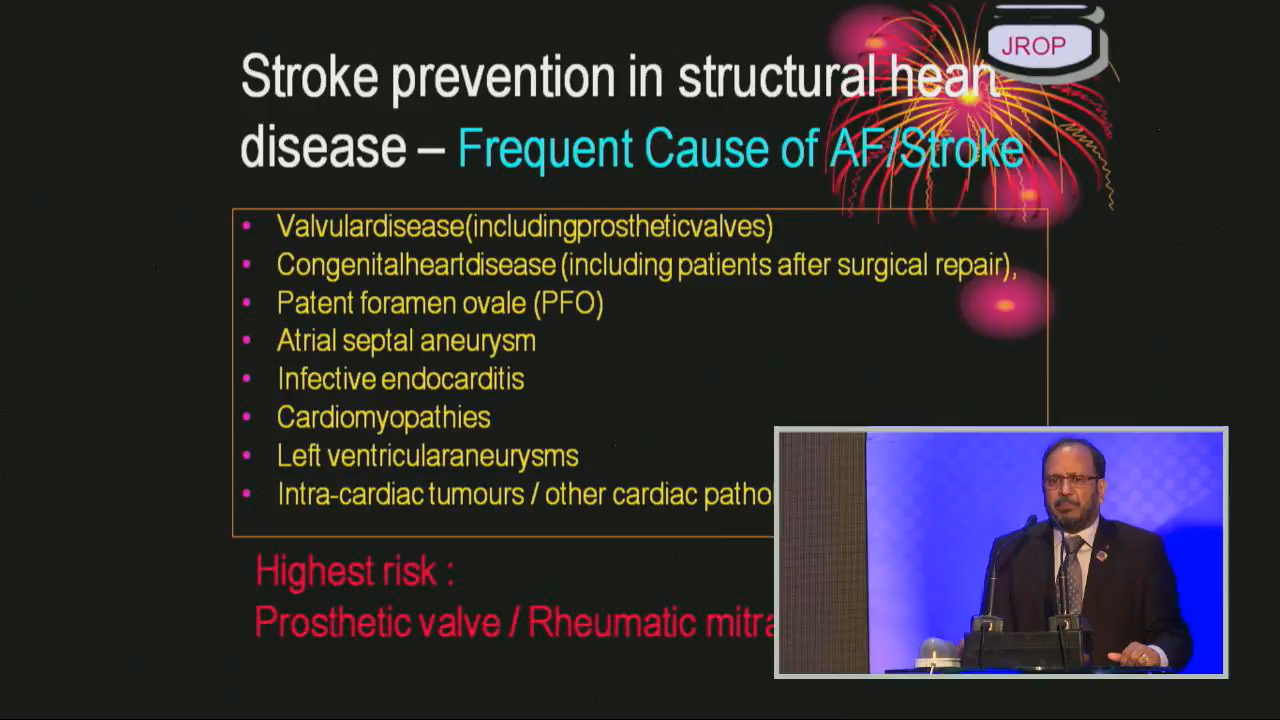 JROP
Stroke prevention in structural heart
disease – Frequent Cause of AF/Stroke
• Valvulardisease(includingprostheticvalves)
• Congenitalheartdisease (including patients after surgical repair),
• Patent foramen ovale (PFO)
• Atrial septal aneurysm
• Infective endocarditis
• Cardiomyopathies
• Left ventricularaneurysms
• Intra-cardiac tumours / other cardiac patho
Highest risk :
Prosthetic valve / Rheumatic mitra